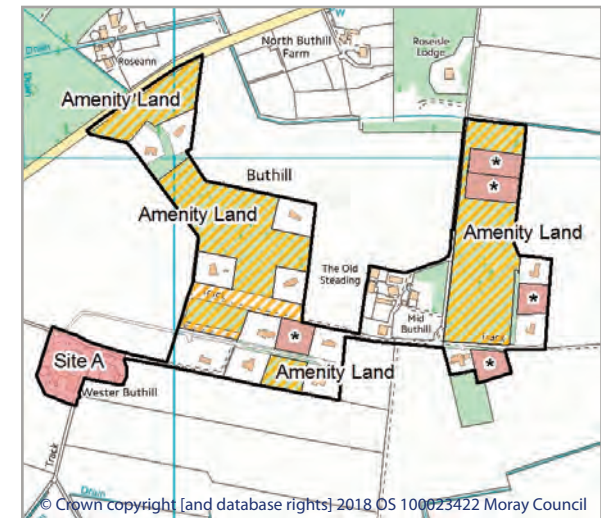 W
Drain
Roseann
North Buthill
Farm
Roseisle
Lodge
Amenity Land
*
*
Buthill
Amenity Land
Amenity Land
The Old
Steading
*
Mid
Buthill
Track
*
Site A
Amenity Land
*
Wester Buthill
Track
Drain
© Crown copyright [and database rights] 2018 OS 100023422 Moray Council